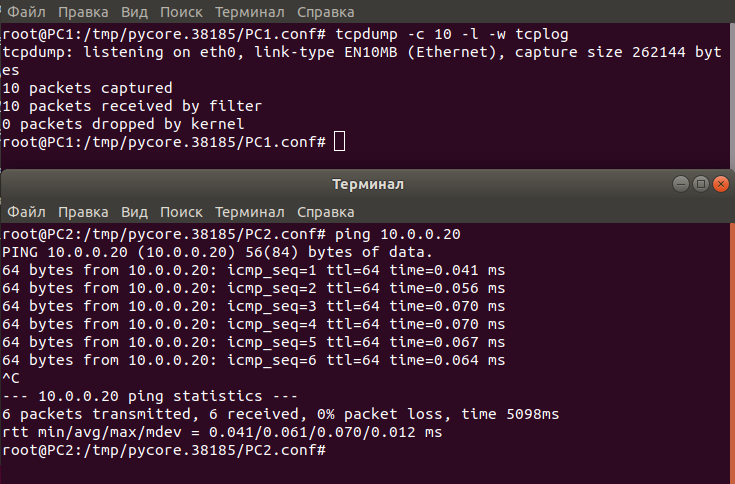 Файл Правка Вид Поиск Терминал Справка
root@PC1:/tmp/pycore.38185/PC1.conf# tcpdump -c 10 -l -w tcplog
tcpdump: listening on eth0, link-type EN10MB (Ethernet), capture size 262144 byt
es
10 packets captured
10 packets received by filter
0 packets dropped by kernel
root@PC1:/tmp/pycore.38185/PC1.conf#
Терминал
Файл Правка Вид Поиск Терминал Справка
root@PC2:/tmp/pycore.38185/PC2.conf# ping 10.0.0.20
PING 10.0.0.20 (10.0.0.20) 56(84) bytes of data.
64 bytes from 10.0.0.20: icmp_seq=1 ttl=64 time=0.041 ms
64 bytes from 10.0.0.20: icmp_seq=2 ttl=64 time=0.056 ms
64 bytes from 10.0.0.20: icmp_seq=3 ttl=64 time=0.070 ms
64 bytes from 10.0.0.20: icmp_seq=4 ttl=64 time=0.070 ms
64 bytes from 10.0.0.20: icmp_seq=5 ttl=64 time=0.067 ms
64 bytes from 10.0.0.20: icmp_seq=6 ttl=64 time=0.064 ms
^C
--- 10.0.0.20 ping statistics ---
6 packets transmitted, 6 received, 0% packet loss, time 5098ms
rtt min/avg/max/mdev = 0.041/0.061/0.070/0.012 ms
root@PC2:/tmp/pycore.38185/PC2.conf#